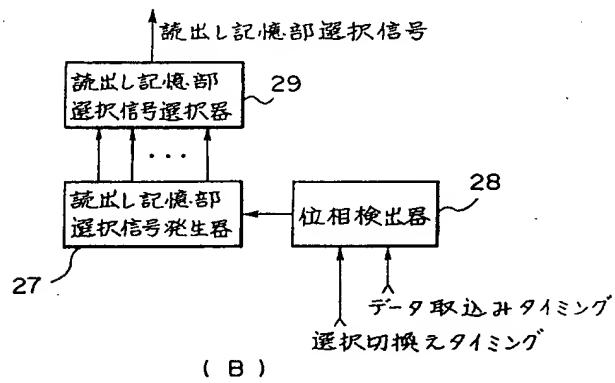 読出し記憶部選択信号
読出し記憶部
選択信号選択器
29
...
読出し記憶部
選択信号発生器
27
位相検出器
28
データ取込みタイミング
選択切換えタイミング
(B)